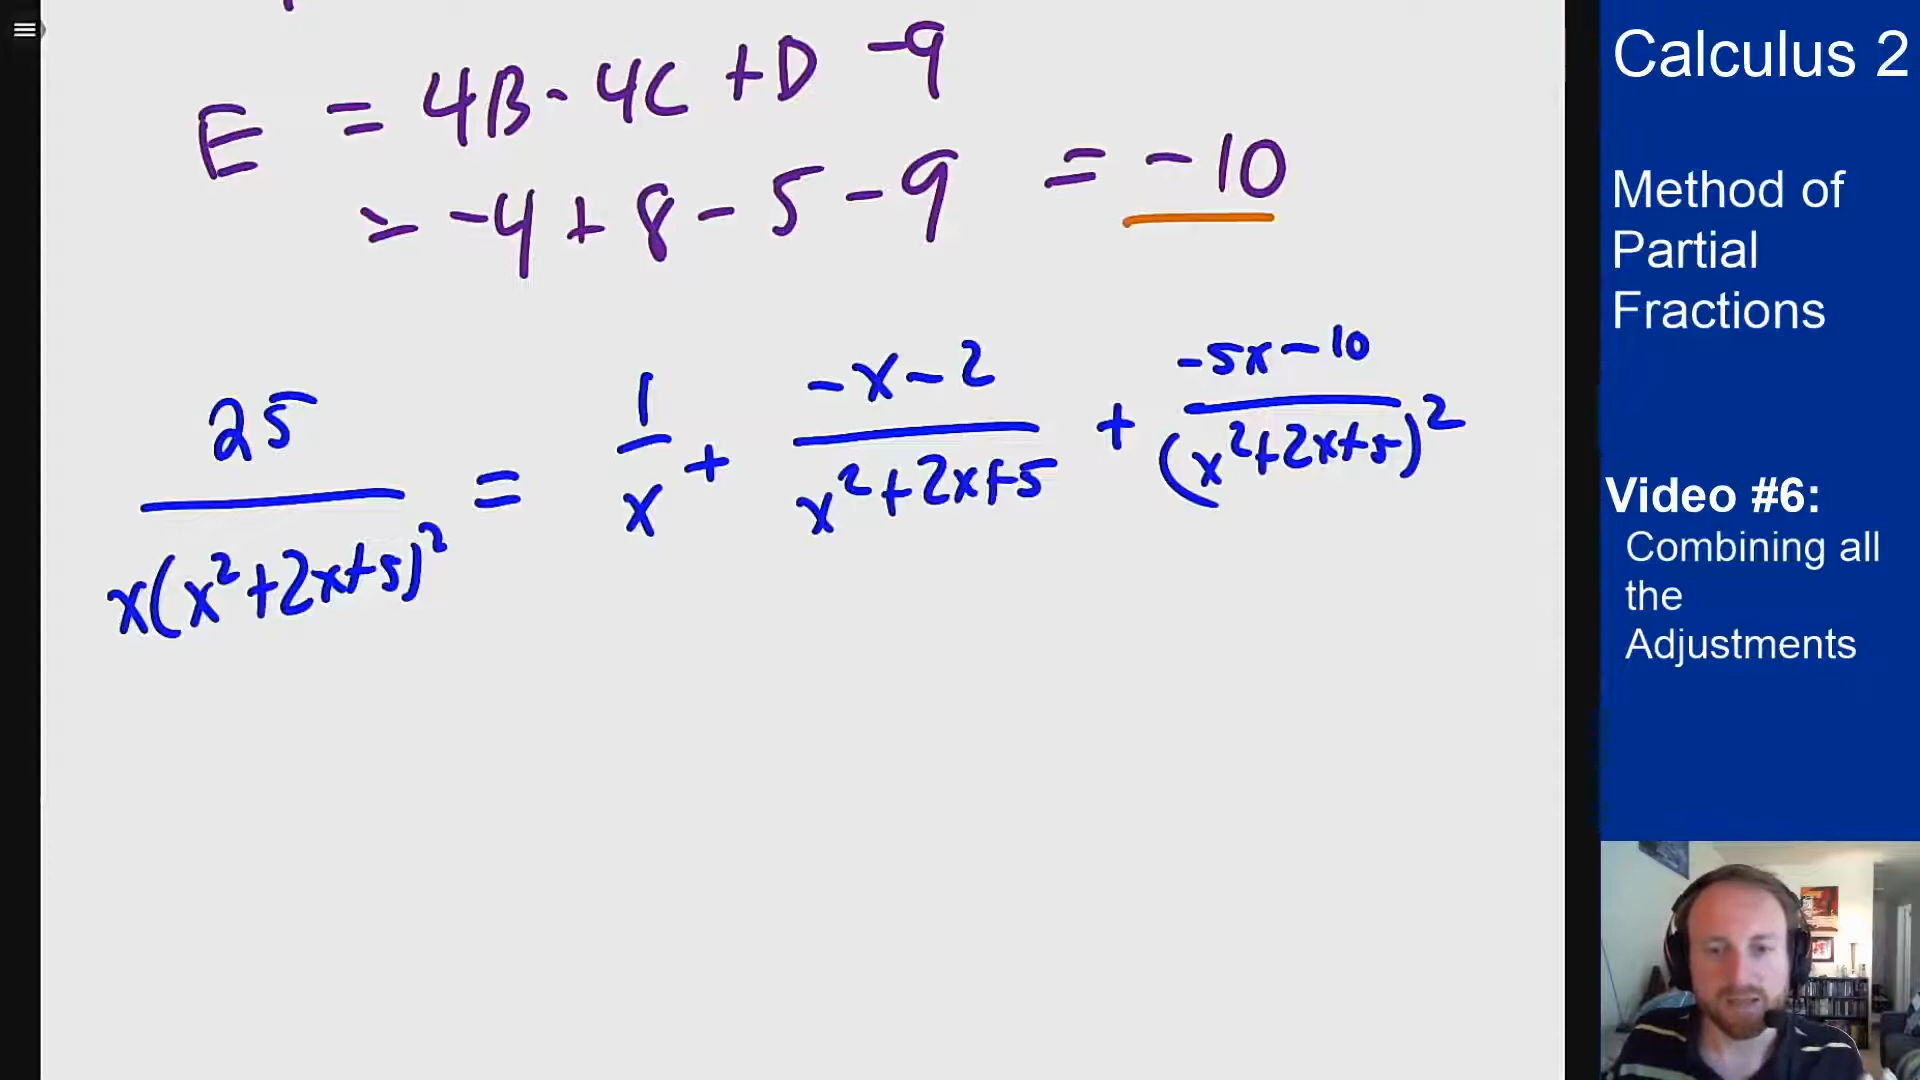 E = 4B - 4C + D - 9
= -4 + 8 - 5 - 9 = -10
25/(x(x²+2x+5)²) = 1/x + (-x-2)/(x²+2x+5) + (-5x-10)/(x²+2x+5)²
Calculus 2
Method of
Partial
Fractions
Video #6:
Combining all
the
Adjustments